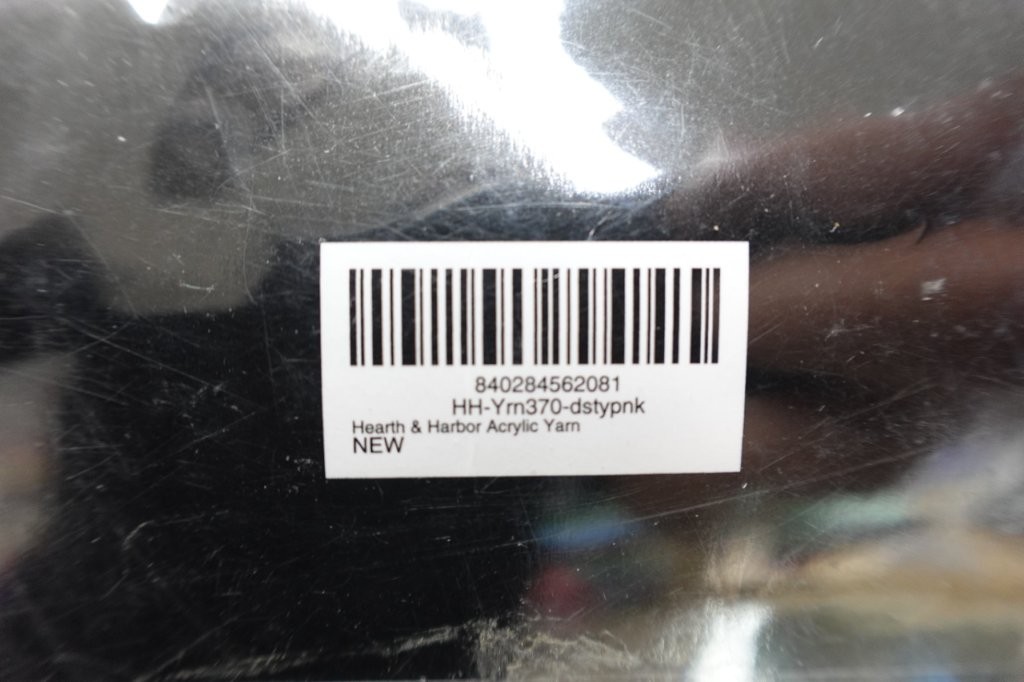 840284562081
HH-Yrn370-dstypnk
Hearth & Harbor Acrylic Yarn
NEW